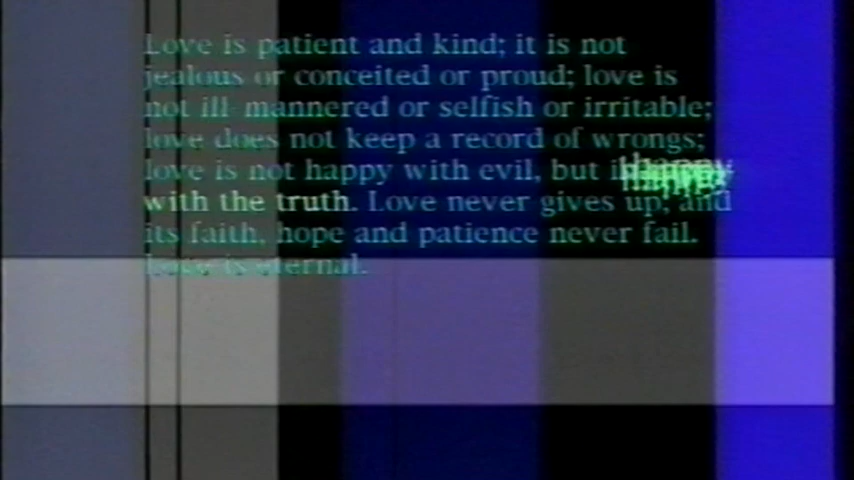 Love is patient and kind; it is not
jealous or conceited or proud; love is
not ill-mannered or selfish or irritable;
love does not keep a record of wrongs;
love is not happy with evil, but is happy
with the truth. Love never gives up; and
its faith, hope and patience never fail.
Love is eternal.